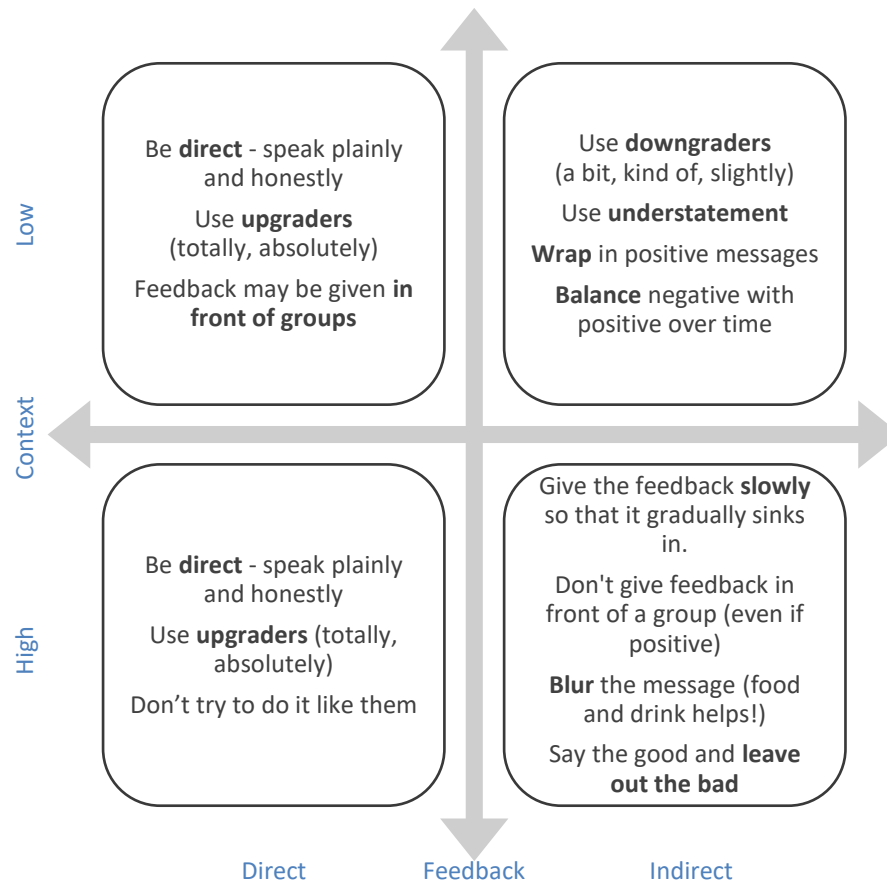 Low
Be direct - speak plainly
and honestly
Use upgraders
(totally, absolutely)
Feedback may be given in
front of groups
Use downgraders
(a bit, kind of, slightly)
Use understatement
Wrap in positive messages
Balance negative with
positive over time
Context
High
Be direct - speak plainly
and honestly
Use upgraders (totally,
absolutely)
Don’t try to do it like them
Give the feedback slowly
so that it gradually sinks
in.
Don't give feedback in
front of a group (even if
positive)
Blur the message (food
and drink helps!)
Say the good and leave
out the bad
Direct
Feedback
Indirect